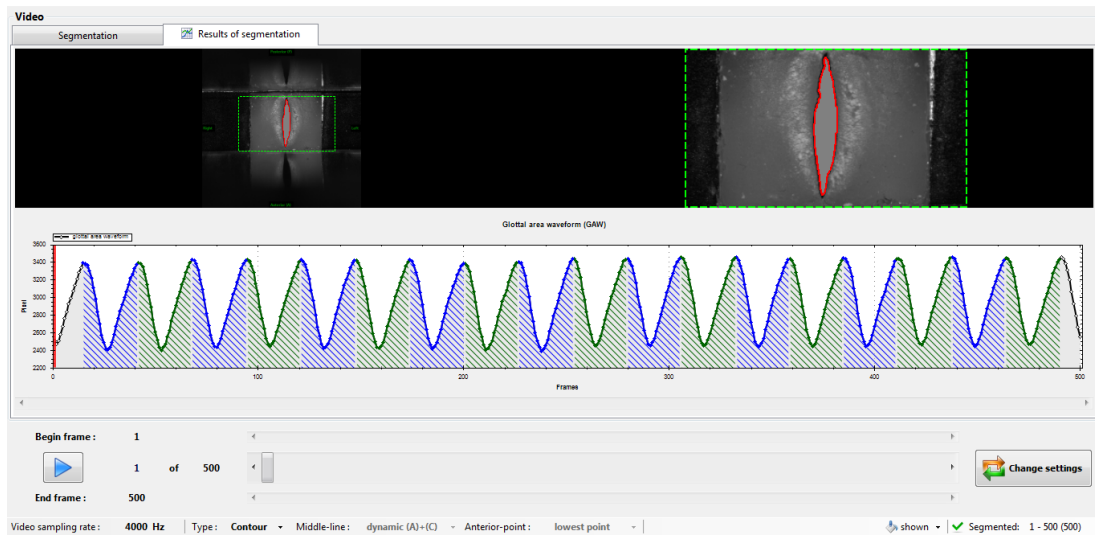 Video
Segmentation
Results of segmentation
Right
Left
Glottal area waveform (GAW)
glottal area waveform
3600
3400
3200
3000
2800
2600
2400
2200
Pixel
0 100 200 300 400 500
Frames
Begin frame : 1
1 of 500
Change settings
End frame : 500
Video sampling rate : 4000 Hz Type : Contour Middle-line : dynamic (A)+(C) Anterior-point : lowest point shown Segmented: 1 - 500 (500)